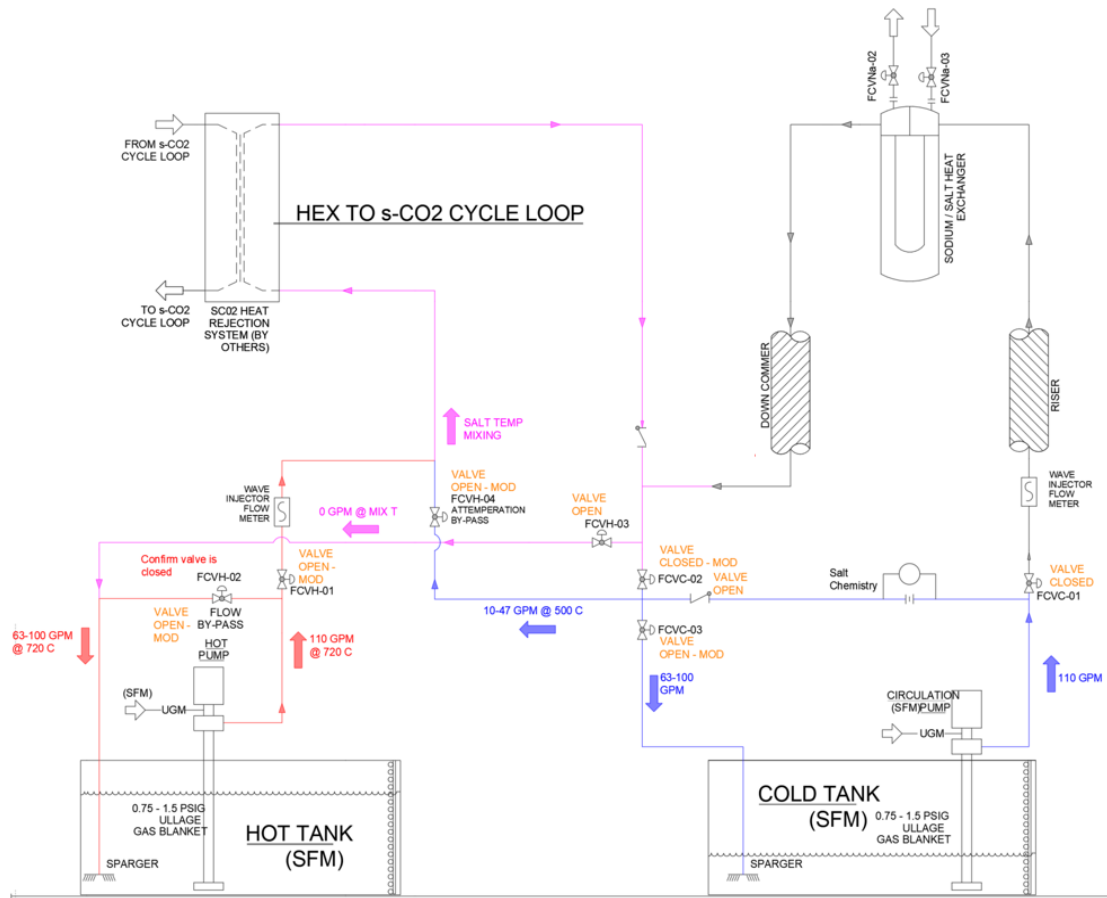 FCVNa-02
FCVNa-03
FROM s-CO2
CYCLE LOOP
HEX TO s-CO2 CYCLE LOOP
SODIUM / SALT HEAT
EXCHANGER
TO s-CO2
CYCLE LOOP
SC02 HEAT
REJECTION
SYSTEM (BY
OTHERS)
DOWN COMMER
RISER
SALT TEMP
MIXING
WAVE
INJECTOR
FLOW
METER
VALVE
OPEN - MOD
FCVH-04
ATTEMPERATION
BY-PASS
WAVE
INJECTOR
FLOW
METER
0 GPM @ MIX T
VALVE
OPEN
FCVH-03
Confirm valve is
closed
FCVH-02
VALVE
OPEN -
MOD
FCVH-01
VALVE
CLOSED - MOD
FCVC-02
VALVE
OPEN
Salt
Chemistry
VALVE
CLOSED
FCVC-01
VALVE
OPEN -
MOD
FLOW
BY-PASS
10-47 GPM @ 500 C
FCVC-03
VALVE
OPEN - MOD
63-100 GPM
@ 720 C
HOT
PUMP
110 GPM
@ 720 C
63-100
GPM
110 GPM
(SFM)
UGM
CIRCULATION
(SFM)PUMP
UGM
0.75 - 1.5 PSIG
ULLAGE
GAS BLANKET
HOT TANK
(SFM)
SPARGER
COLD TANK
(SFM)
0.75 - 1.5 PSIG
ULLAGE
GAS BLANKET
SPARGER